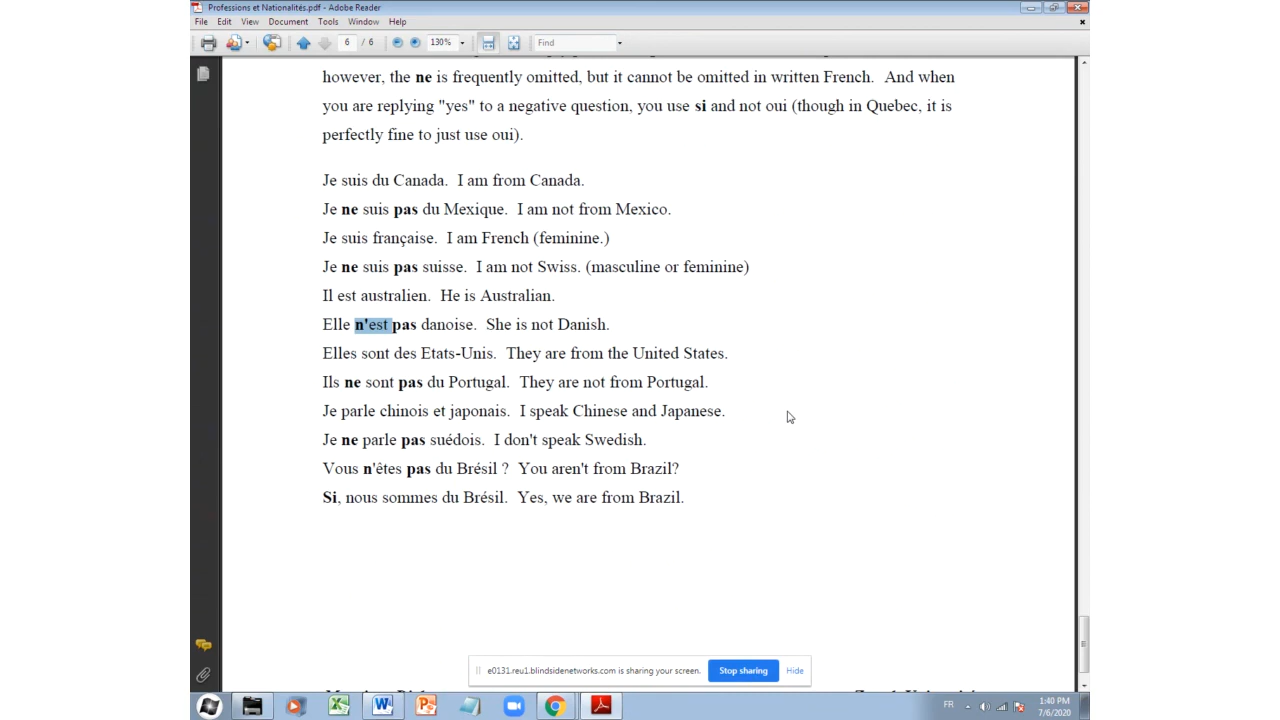 Professions et Nationalités.pdf - Adobe Reader
File Edit View Document Tools Window Help
6 / 6 130% Find
however, the ne is frequently omitted, but it cannot be omitted in written French. And when
you are replying "yes" to a negative question, you use si and not oui (though in Quebec, it is
perfectly fine to just use oui).
Je suis du Canada. I am from Canada.
Je ne suis pas du Mexique. I am not from Mexico.
Je suis française. I am French (feminine.)
Je ne suis pas suisse. I am not Swiss. (masculine or feminine)
Il est australien. He is Australian.
Elle n'est pas danoise. She is not Danish.
Elles sont des Etats-Unis. They are from the United States.
Ils ne sont pas du Portugal. They are not from Portugal.
Je parle chinois et japonais. I speak Chinese and Japanese.
Je ne parle pas suédois. I don't speak Swedish.
Vous n'êtes pas du Brésil ? You aren't from Brazil?
Si, nous sommes du Brésil. Yes, we are from Brazil.
e0131.reu1.blindsidenetworks.com is sharing your screen. Stop sharing Hide
FR 1:40 PM
7/6/2020